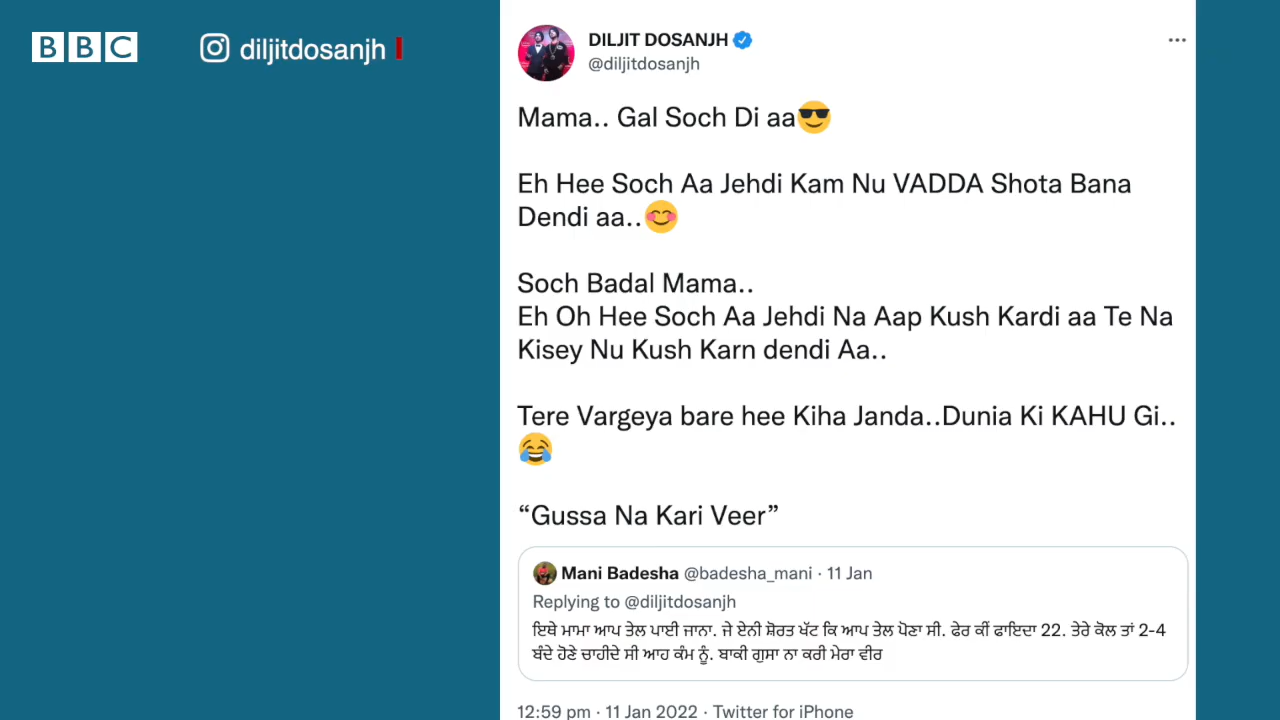 BBC
diljitdosanjh
DILJIT DOSANJH
@diljitdosanjh
Mama.. Gal Soch Di aa😎
Eh Hee Soch Aa Jehdi Kam Nu VADDA Shota Bana
Dendi aa..😊
Soch Badal Mama..
Eh Oh Hee Soch Aa Jehdi Na Aap Kush Kardi aa Te Na
Kisey Nu Kush Karn dendi Aa..
Tere Vargeya bare hee Kiha Janda..Dunia Ki KAHU Gi..
😂
“Gussa Na Kari Veer”
Mani Badesha @badesha_mani · 11 Jan
Replying to @diljitdosanjh
ਇਥੇ ਮਾਮਾ ਆਪ ਤੇਲ ਪਾਈ ਜਾਨਾ. ਜੇ ਏਨੀ ਸ਼ੋਰਤ ਖੱਟ ਕਿ ਆਪ ਤੇਲ ਪੋਣਾ ਸੀ. ਫੇਰ ਕੀਂ ਫਾਇਦਾ 22. ਤੇਰੇ ਕੋਲ ਤਾਂ 2-4
ਬੰਦੇ ਹੋਣੇ ਚਾਹੀਦੇ ਸੀ ਆਹ ਕੰਮ ਨੂੰ. ਬਾਕੀ ਗੁਸਾ ਨਾ ਕਰੀ ਮੇਰਾ ਵੀਰ
12:59 pm · 11 Jan 2022 · Twitter for iPhone